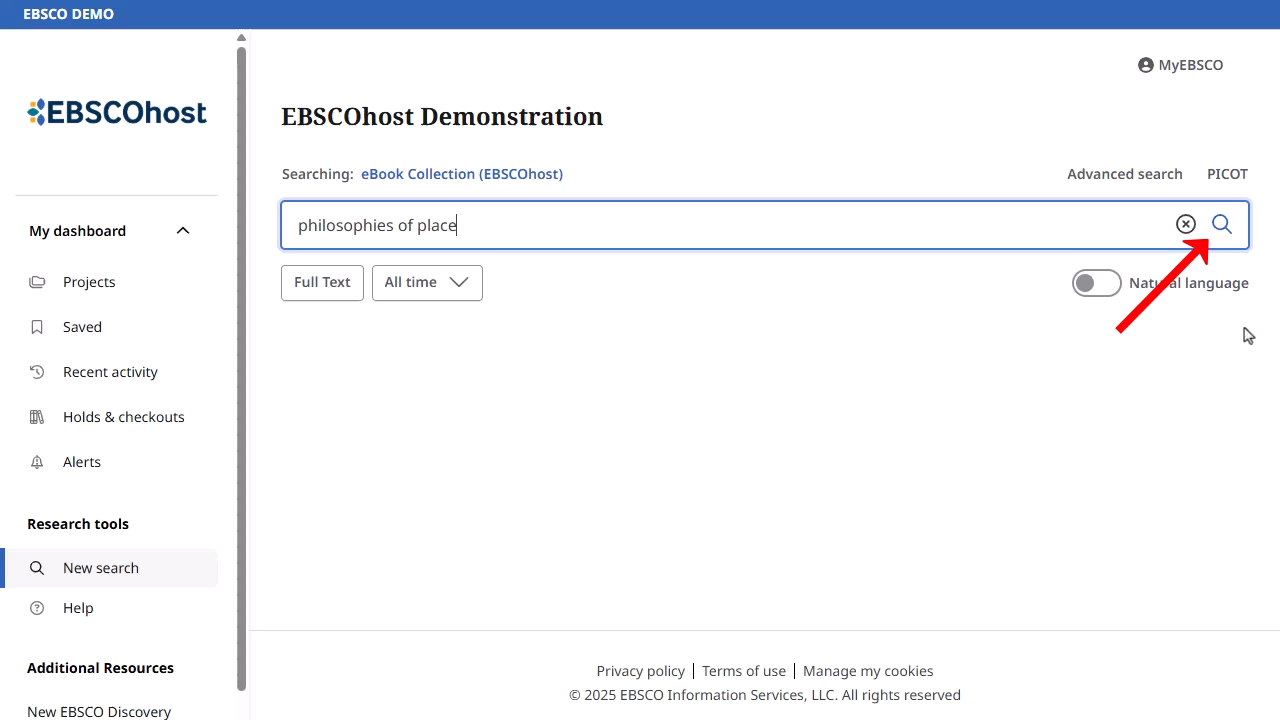 EBSCO DEMO
EBSCOhost
My dashboard
Projects
Saved
Recent activity
Holds & checkouts
Alerts
Research tools
New search
Help
Additional Resources
New EBSCO Discovery
MyEBSCO
EBSCOhost Demonstration
Searching: eBook Collection (EBSCOhost)
Advanced search PICOT
philosophies of place
Full Text All time Natural language
Privacy policy | Terms of use | Manage my cookies
© 2025 EBSCO Information Services, LLC. All rights reserved